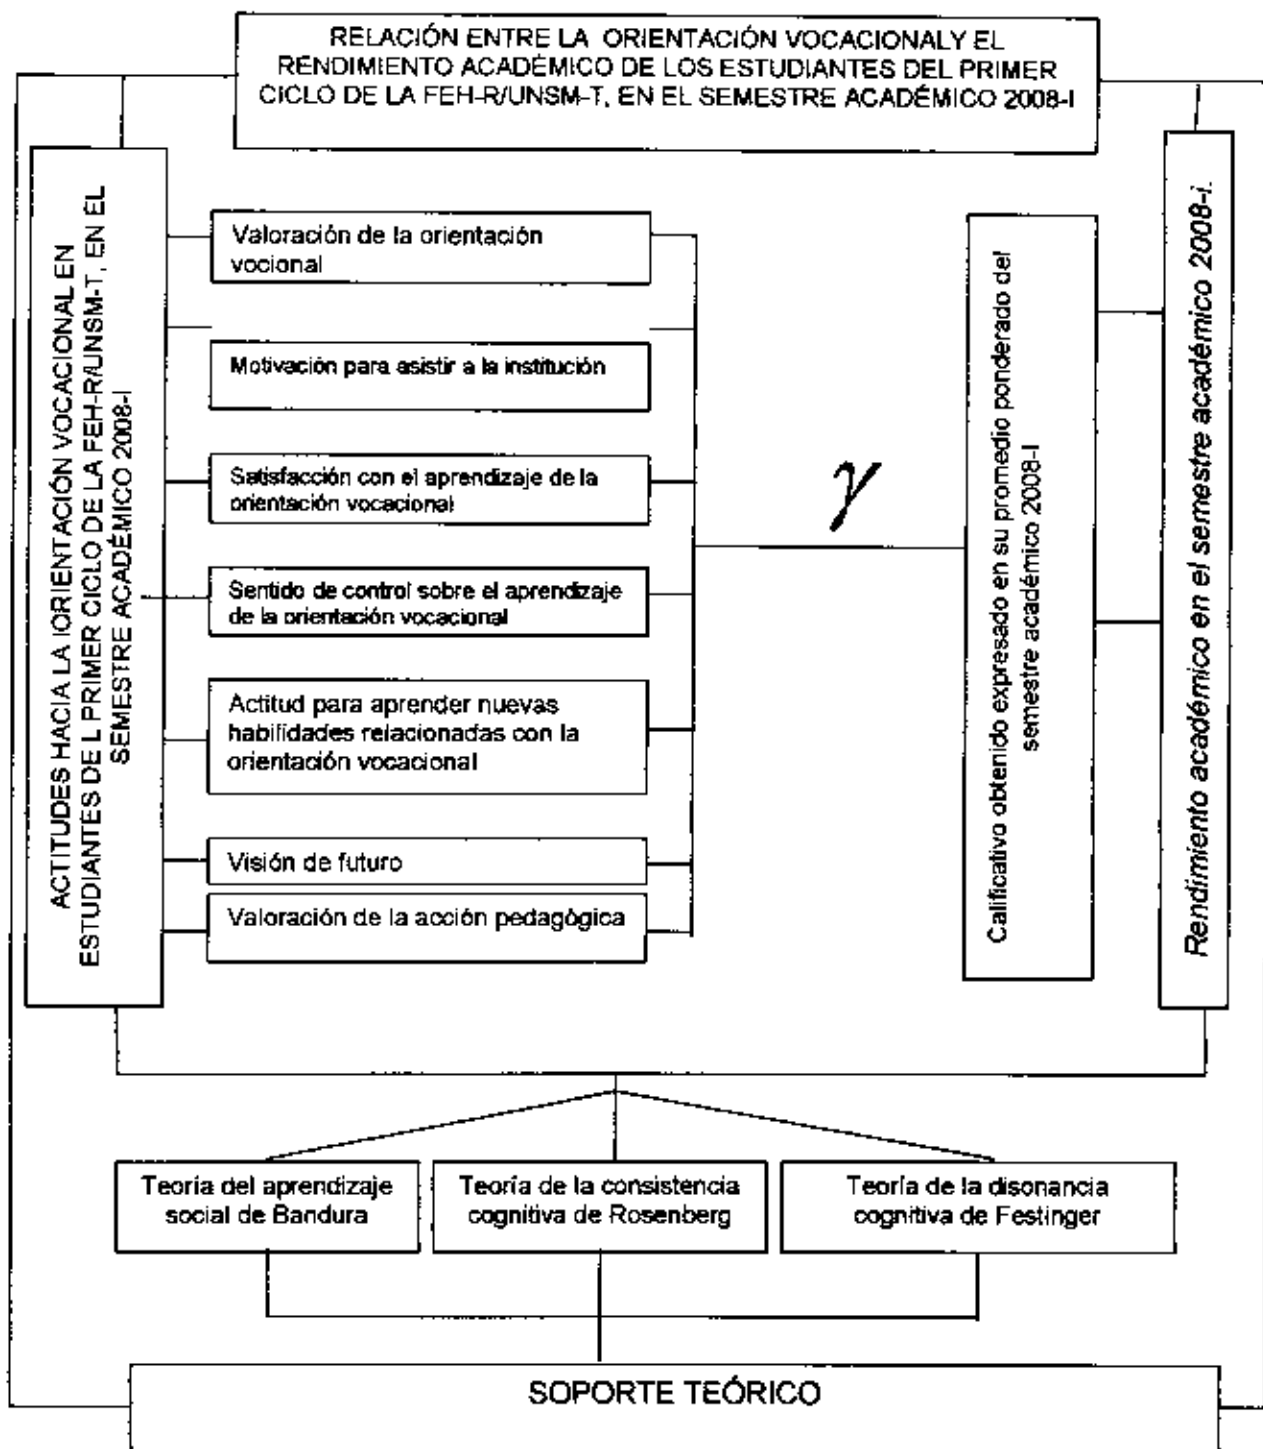 RELACIÓN ENTRE LA ORIENTACIÓN VOCACIONALY EL
RENDIMIENTO ACADÉMICO DE LOS ESTUDIANTES DEL PRIMER
CICLO DE LA FEH-R/UNSM-T, EN EL SEMESTRE ACADÉMICO 2008-I
ACTITUDES HACIA LA IORIENTACIÓN VOCACIONAL EN
ESTUDIANTES DE L PRIMER CICLO DE LA FEH-R/UNSM-T, EN EL
SEMESTRE ACADÉMICO 2008-I
Valoración de la orientación
vocional
Motivación para asistir a la institución
Satisfacción con el aprendizaje de la
orientación vocacional
Sentido de control sobre el aprendizaje
de la orientación vocacional
Actitud para aprender nuevas
habilidades relacionadas con la
orientación vocacional
Visión de futuro
Valoración de la acción pedagógica
γ
Calificativo obtenido expresado en su promedio ponderado del
semestre académico 2008-I
Rendimiento académico en el semestre académico 2008-I.
Teoría del aprendizaje
social de Bandura
Teoría de la consistencia
cognitiva de Rosenberg
Teoría de la disonancia
cognitiva de Festinger
SOPORTE TEÓRICO